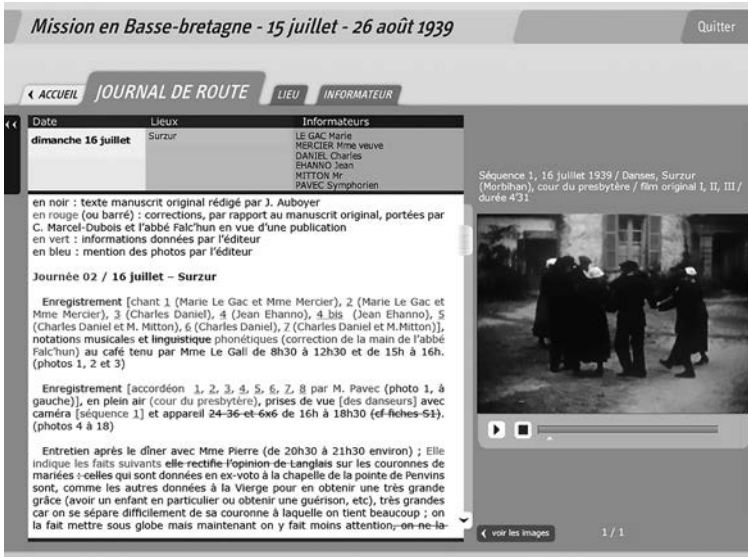 Mission en Basse-bretagne - 15 juillet - 26 août 1939
Quitter
ACCUEIL
JOURNAL DE ROUTE
LIEU
INFORMATEUR
Date Lieux Informateurs
dimanche 16 juillet
Surzur
LE GAC Marie
MERCIER Mme veuve
DANIEL Charles
EHANNO Jean
MITTON Mr
PAVEC Symphorien
en noir : texte manuscrit original rédigé par J. Auboyer
en rouge (ou barré) : corrections, par rapport au manuscrit original, portées par
C. Marcel-Dubois et l'abbé Falc'hun en vue d'une publication
en vert : informations données par l'éditeur
en bleu : mention des photos par l'éditeur
Journée 02 / 16 juillet – Surzur
Enregistrement [chant 1 (Marie Le Gac et Mme Mercier), 2 (Marie Le Gac et
Mme Mercier), 3 (Charles Daniel), 4 (Jean Ehanno), 4 bis (Jean Ehanno), 5
(Charles Daniel et M. Mitton), 6 (Charles Daniel), 7 (Charles Daniel et M.Mitton)],
notations musicales et linguistique phonétiques (correction de la main de l'abbé
Falc'hun) au café tenu par Mme Le Gall de 8h30 à 12h30 et de 15h à 16h.
(photos 1, 2 et 3)
Enregistrement [accordéon 1, 2, 3, 4, 5, 6, 7, 8 par M. Pavec (photo 1, à
gauche)], en plein air (cour du presbytère), prises de vue [des danseurs] avec
caméra [séquence 1] et appareil 24-36 et 6x6 de 16h à 18h30 (cf fiches S1).
(photos 4 à 18)
Entretien après le dîner avec Mme Pierre (de 20h30 à 21h30 environ) ; Elle
indique les faits suivants elle rectifie l'opinion de Langlais sur les couronnes de
mariées : celles qui sont données en ex-voto à la chapelle de la pointe de Penvins
sont, comme les autres données à la Vierge pour en obtenir une très grande
grâce (avoir un enfant en particulier ou obtenir une guérison, etc), très grandes
car on se sépare difficilement de sa couronne à laquelle on tient beaucoup ; on
la fait mettre sous globe mais maintenant on y fait moins attention, on ne la
Séquence 1, 16 juillet 1939 / Danses, Surzur
(Morbihan), cour du presbytère / film original I, II, III /
durée 4'31
voir les images
1 / 1